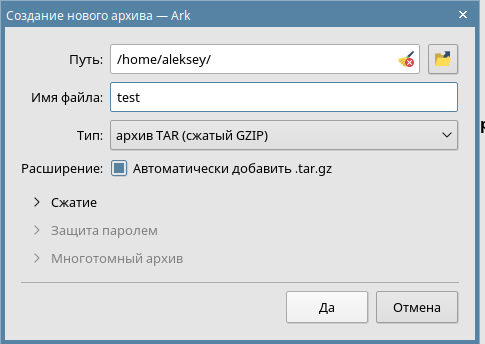 Создание нового архива — Ark
Путь: /home/aleksey/
Имя файла: test
Тип: архив TAR (сжатый GZIP)
Расширение: Автоматически добавить .tar.gz
Сжатие
Защита паролем
Многотомный архив
Да Отмена